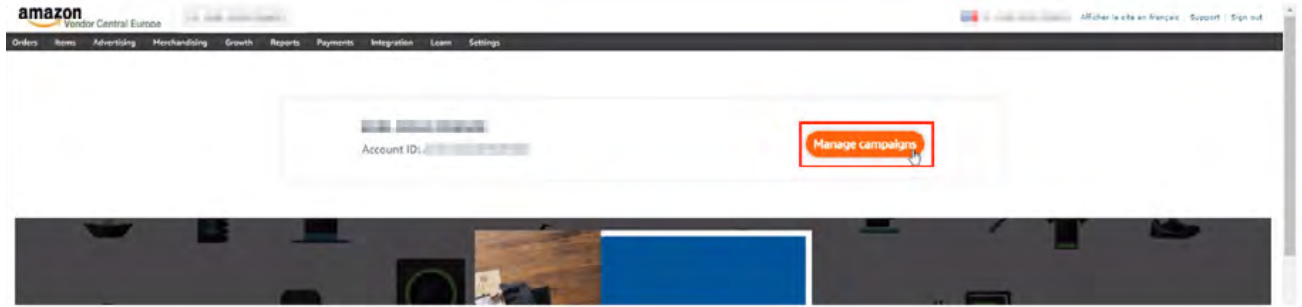 amazon
Vendor Central Europe
Afficher le site en français Support Sign out
Orders Items Advertising Merchandising Growth Reports Payments Integration Learn Settings
Account ID:
Manage campaigns